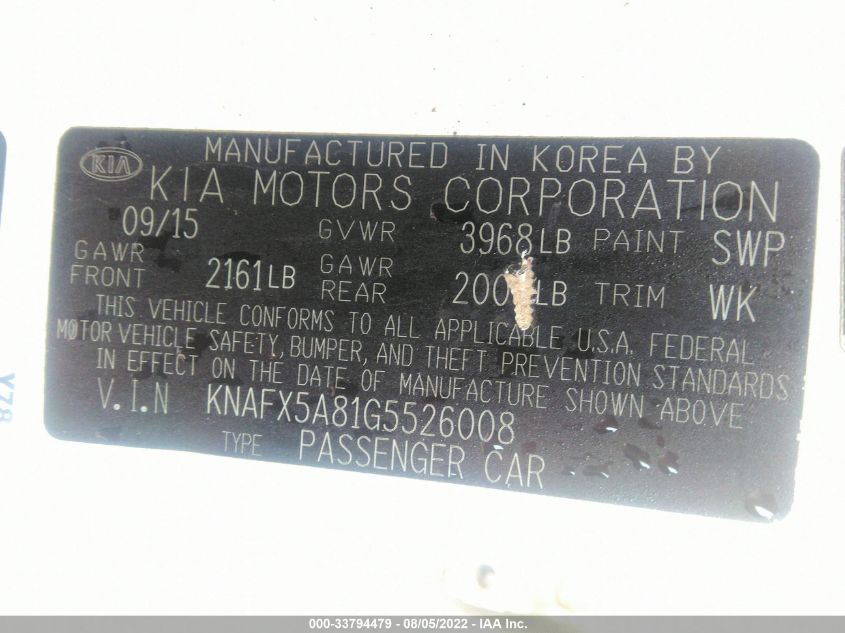 KIA MANUFACTURED IN KOREA BY
KIA MOTORS CORPORATION
09/15 GVWR 3968LB PAINT SWP
GAWR FRONT 2161LB GAWR REAR LB TRIM WK
THIS VEHICLE CONFORMS TO ALL APPLICABLE U.S.A. FEDERAL
MOTOR VEHICLE SAFETY, BUMPER, AND THEFT PREVENTION STANDARDS
IN EFFECT ON THE DATE OF MANUFACTURE SHOWN ABOVE
V.I.N KNAFX5A81G5526008
TYPE PASSENGER CAR
Y78
000-33794479 - 08/05/2022 - IAA Inc.